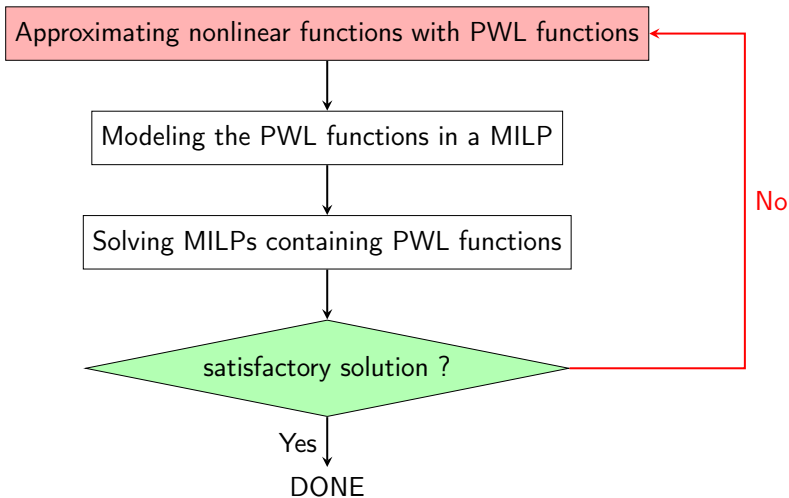 Approximating nonlinear functions with PWL functions
Modeling the PWL functions in a MILP
No
Solving MILPs containing PWL functions
satisfactory solution ?
Yes
DONE